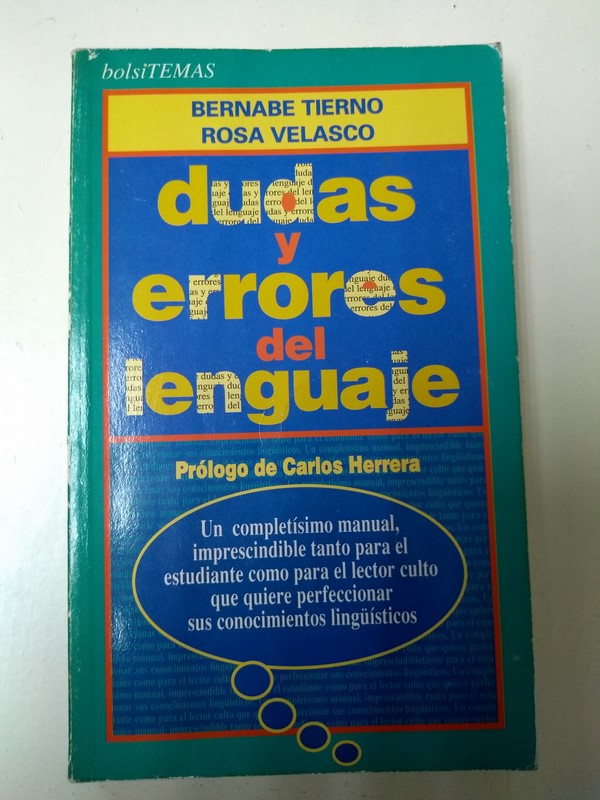 bolsiTEMAS
BERNABE TIERNO
ROSA VELASCO
dudas
y
errores
del
lenguaje
Prólogo de Carlos Herrera
Un completísimo manual,
imprescindible tanto para el
estudiante como para el lector culto
que quiere perfeccionar
sus conocimientos lingüísticos